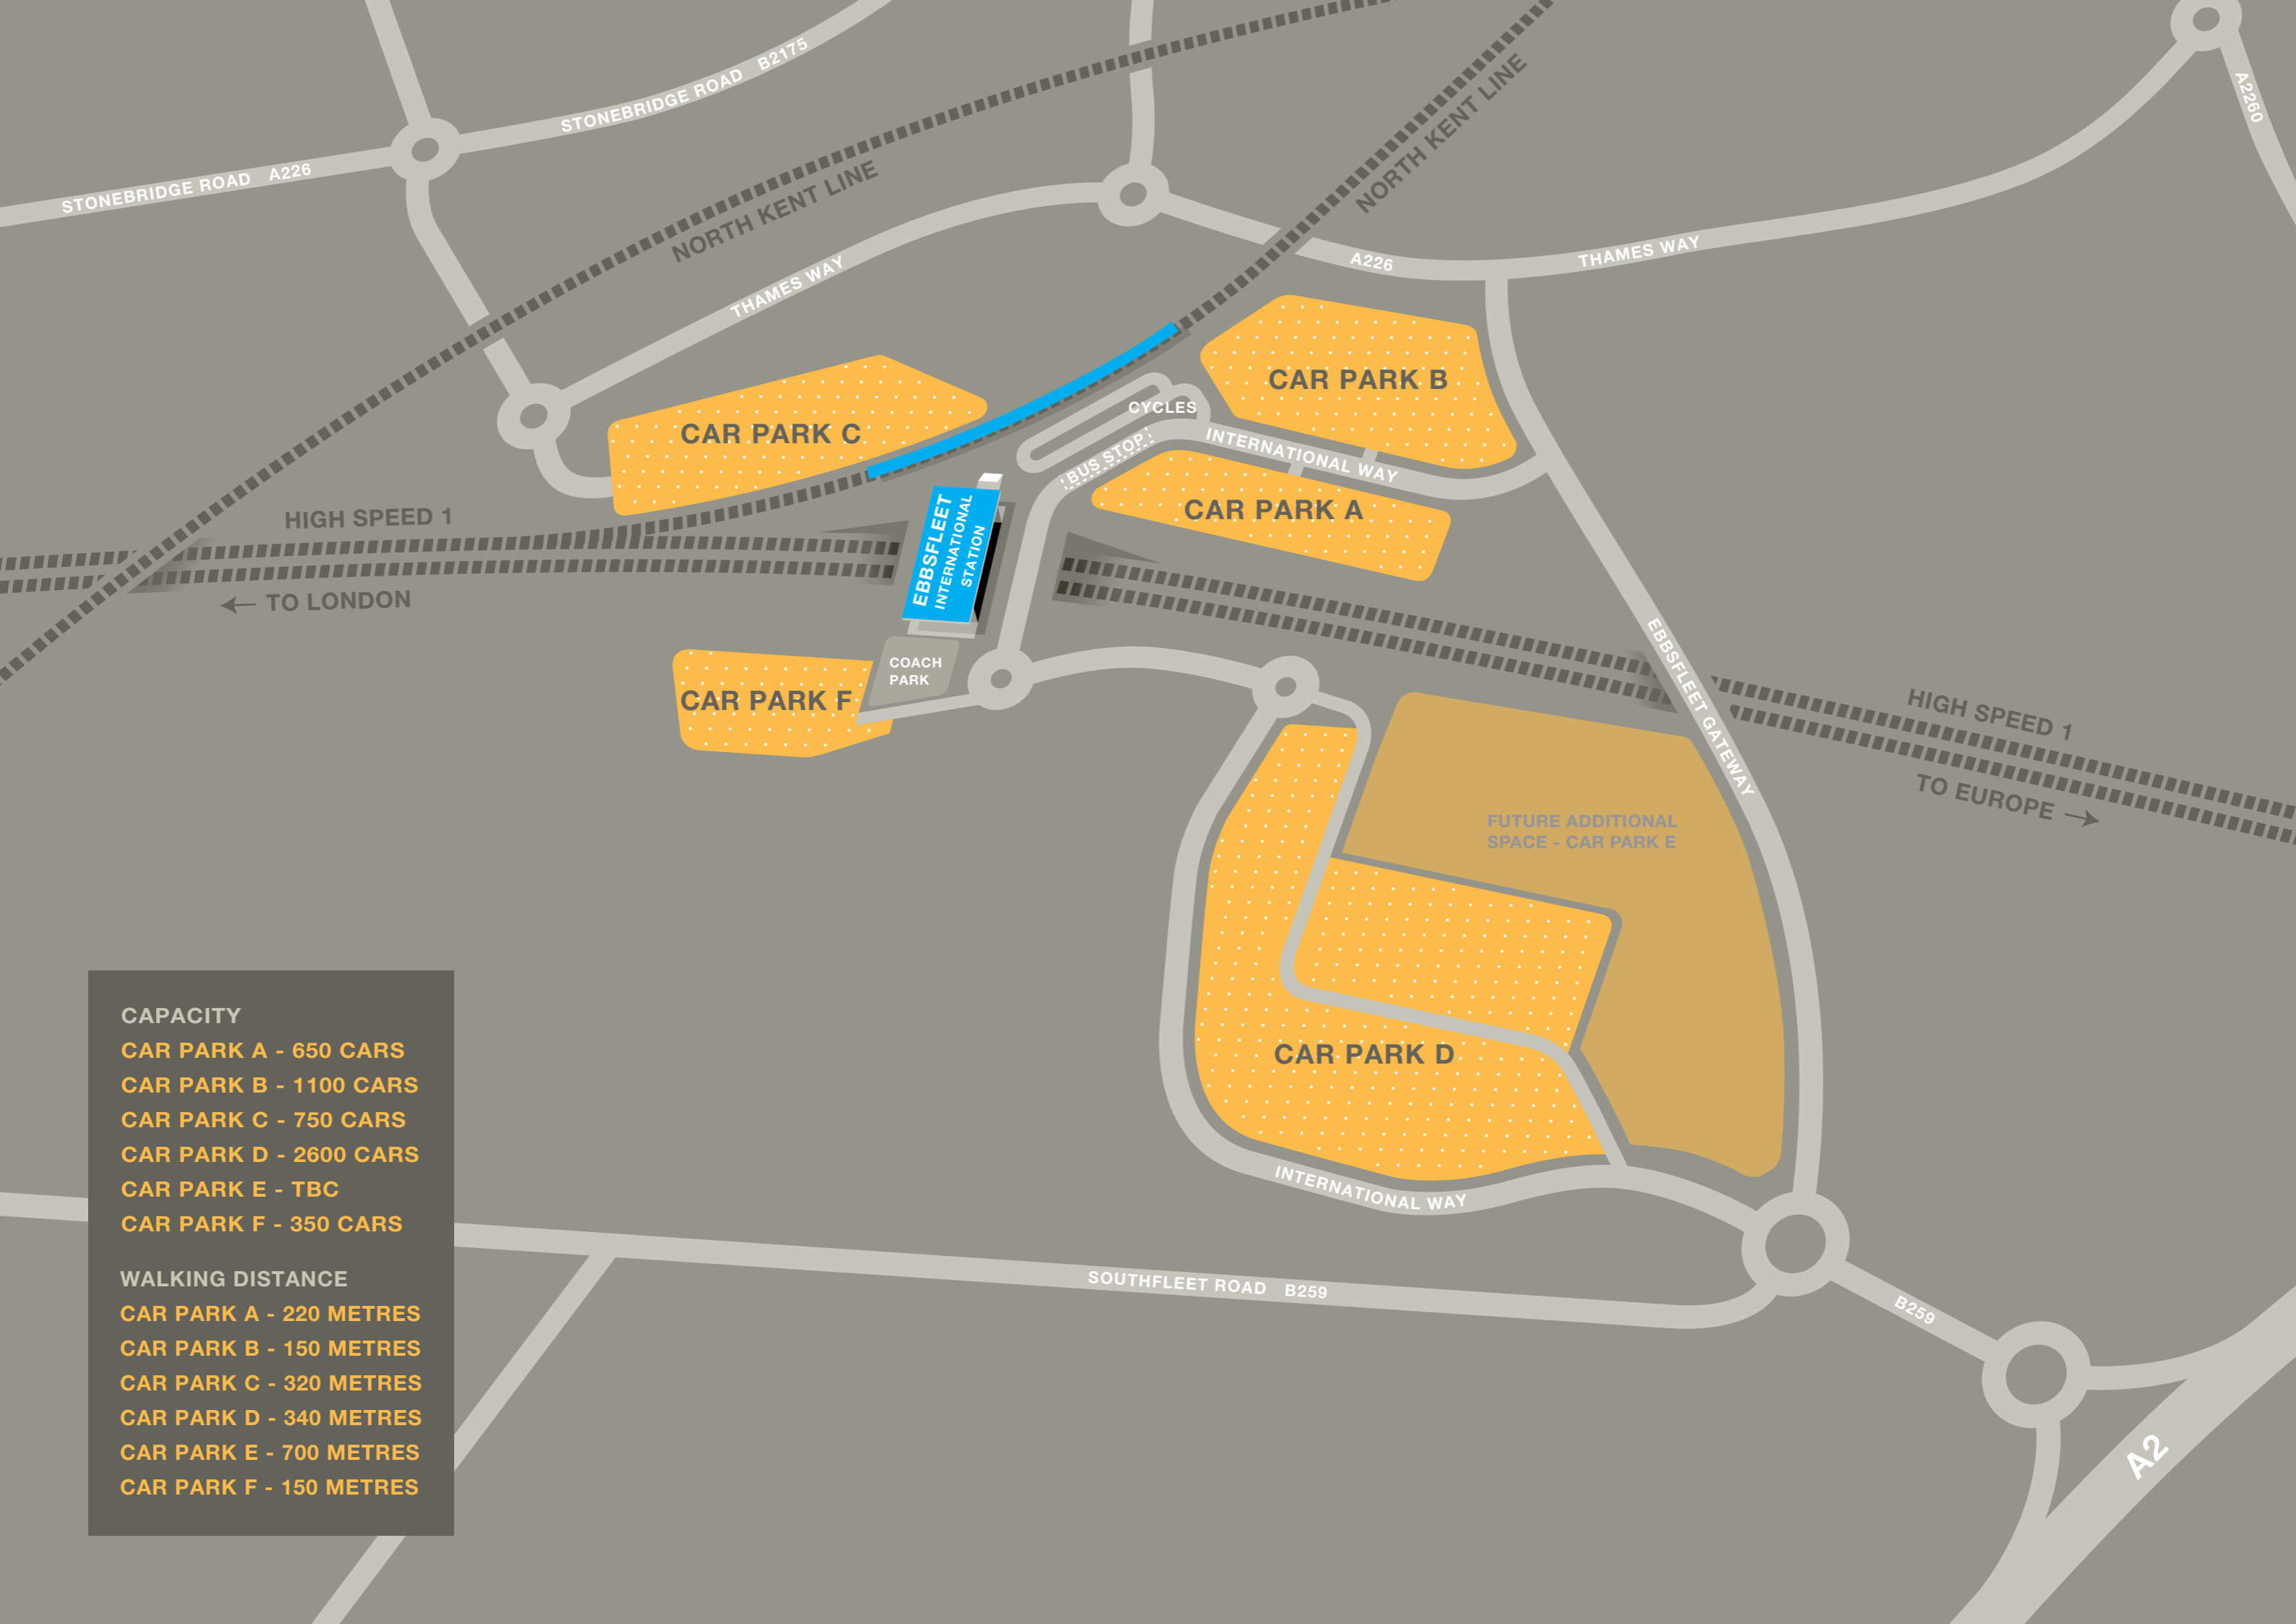 STONEBRIDGE ROAD B2175
A2260
STONEBRIDGE ROAD A226
NORTH KENT LINE
NORTH KENT LINE
THAMES WAY
A226
THAMES WAY
CAR PARK B
CYCLES
CAR PARK C
BUS STOP
INTERNATIONAL WAY
CAR PARK A
HIGH SPEED 1
TO LONDON
EBBSFLEET
INTERNATIONAL
STATION
COACH
PARK
CAR PARK F
EBBSFLEET GATEWAY
HIGH SPEED 1
TO EUROPE
FUTURE ADDITIONAL
SPACE - CAR PARK E
CAR PARK D
INTERNATIONAL WAY
SOUTHFLEET ROAD B259
B259
A2
CAPACITY
CAR PARK A - 650 CARS
CAR PARK B - 1100 CARS
CAR PARK C - 750 CARS
CAR PARK D - 2600 CARS
CAR PARK E - TBC
CAR PARK F - 350 CARS
WALKING DISTANCE
CAR PARK A - 220 METRES
CAR PARK B - 150 METRES
CAR PARK C - 320 METRES
CAR PARK D - 340 METRES
CAR PARK E - 700 METRES
CAR PARK F - 150 METRES